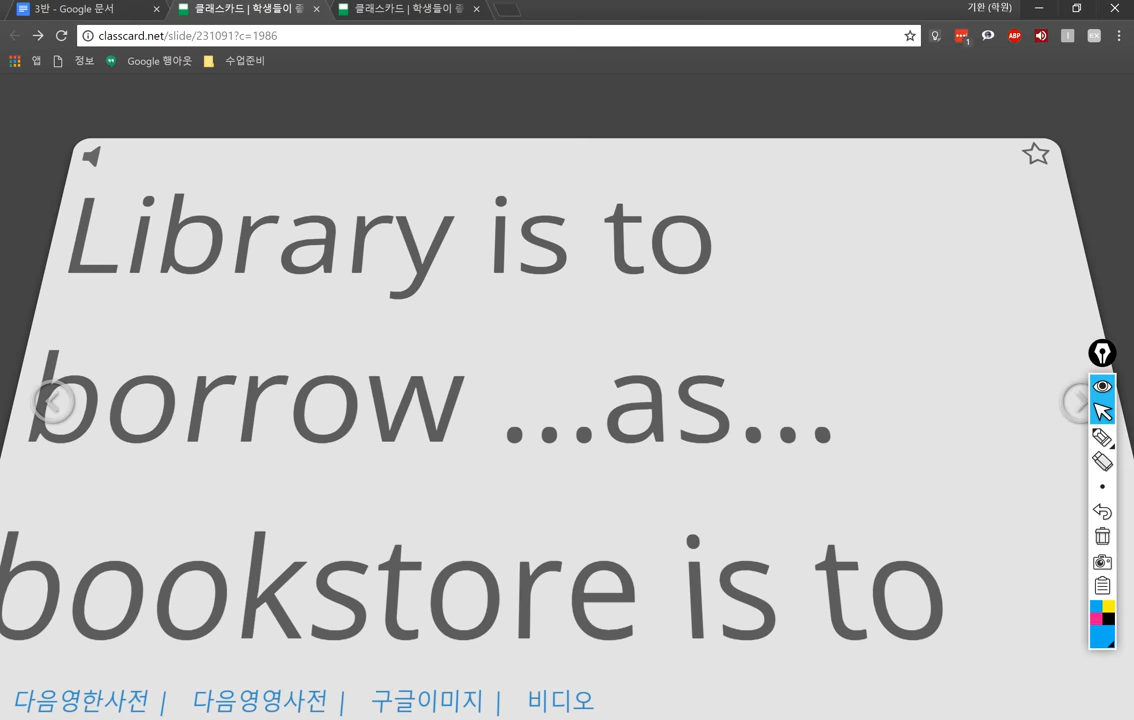 3반 - Google 문서
클래스카드 | 학생들이 좋
클래스카드 | 학생들이 좋
기환 (학원)
classcard.net/slide/231091?c=1986
1
ABP
앱 정보 Google 행아웃 수업준비
Library is to
borrow ...as...
bookstore is to
다음영한사전 | 다음영영사전 | 구글이미지 | 비디오